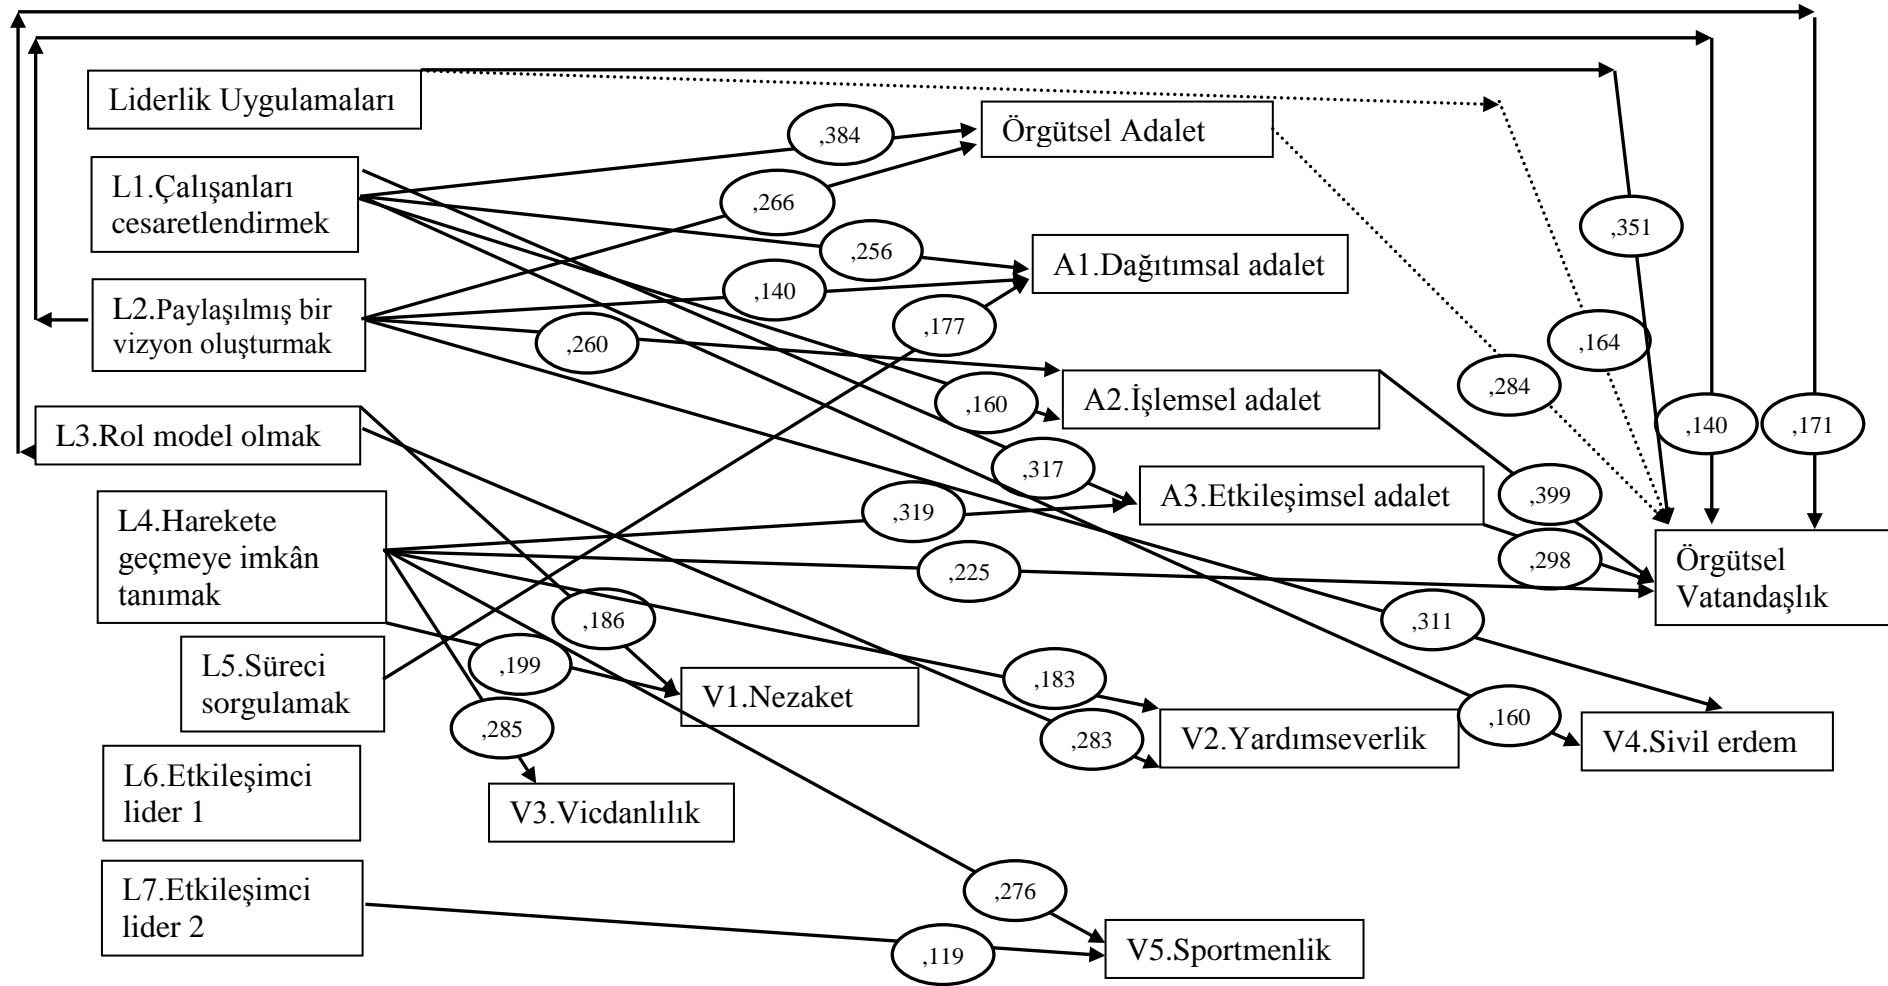 Liderlik Uygulamaları
,384
Örgütsel Adalet
L1.Çalışanları
cesaretlendirmek
,266
,351
,256
A1.Dağıtımsal adalet
L2.Paylaşılmış bir
vizyon oluşturmak
,140
,177
,260
,164
,284
A2.İşlemsel adalet
,160
,140
,171
L3.Rol model olmak
,317
A3.Etkileşimsel adalet
,399
L4.Harekete
geçmeye imkân
tanımak
,319
,225
,298
Örgütsel
Vatandaşlık
,186
,311
L5.Süreci
sorgulamak
,199
V1.Nezaket
,183
,285
,283
V2.Yardımseverlik
,160
V4.Sivil erdem
L6.Etkileşimci
lider 1
V3.Vicdanlılık
L7.Etkileşimci
lider 2
,276
,119
V5.Sportmenlik